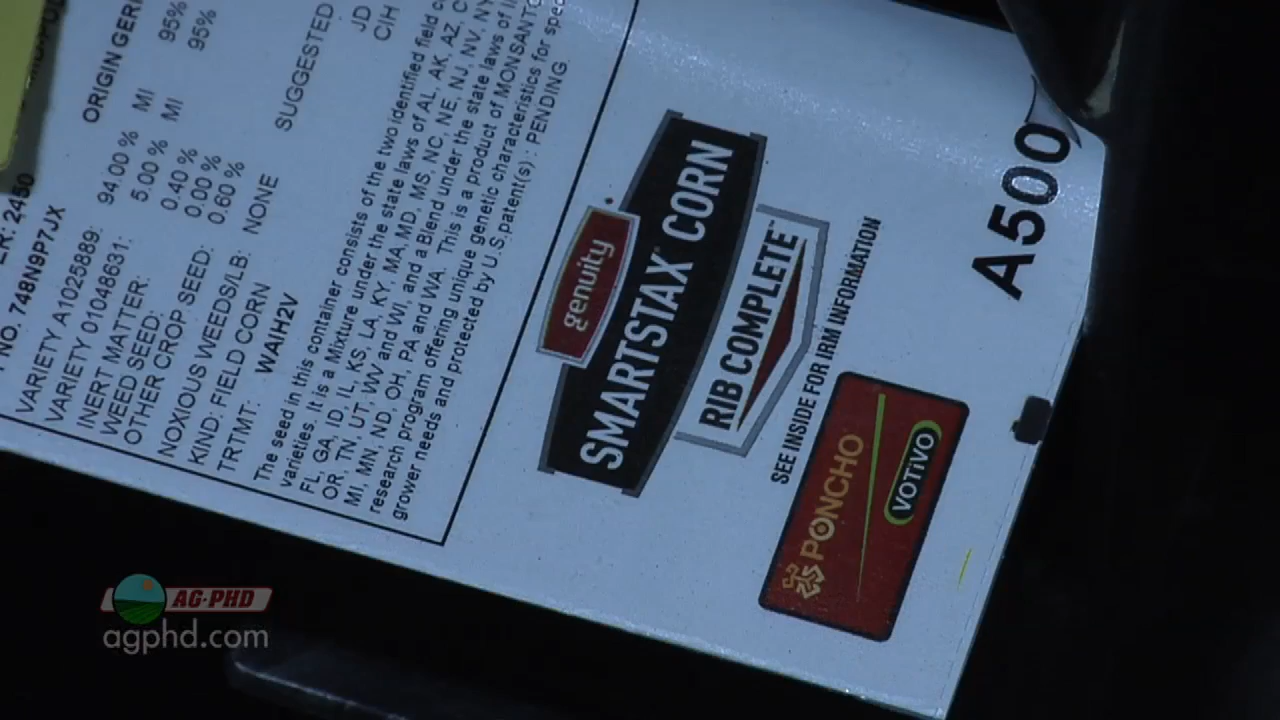 ER: 2450
NO. 748N9P7JX
ORIGIN GERM
VARIETY A1025889: 94.00 % MI 95%
VARIETY 01048631: 5.00 % MI 95%
INERT MATTER: 0.40 %
WEED SEED: 0.00 %
OTHER CROP SEED: 0.60 %
NOXIOUS WEEDS/LB: NONE
KIND: FIELD CORN SUGGESTED JD
TRTMT: WAIH2V CIH
The seed in this container consists of the two identified field
varieties. It is a Mixture under the state laws of AL, AK, AZ,
FL, GA, ID, IL, KS, LA, KY, MA, MD, MS, NC, NE, NJ, NV, NY
OR, TN, UT, WV and WI, and a Blend under the state laws of
MI, MN, ND, OH, PA and WA. This is a product of MONSANTO
research program offering unique genetic characteristics for
grower needs and protected by U.S.patent(s) : PENDING.
genuity
SMARTSTAX CORN
RIB COMPLETE™
SEE INSIDE FOR IRM INFORMATION
PONCHO
VOTiVO
A500
AG-PHD
agphd.com